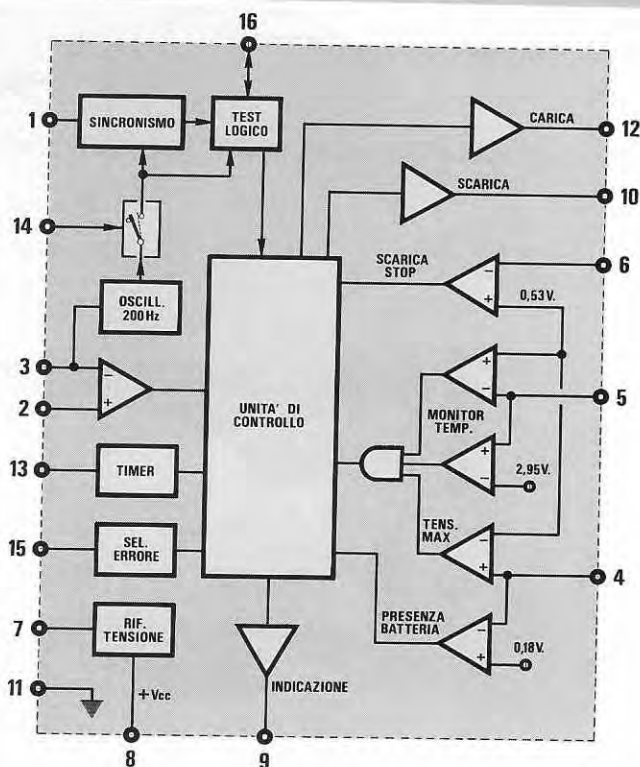 16
1
SINCRONISMO
TEST
LOGICO
CARICA
12
SCARICA
10
14
SCARICA
STOP
6
0,53V.
OSCILL.
200Hz
3
-
+
2
UNITA' DI
CONTROLLO
MONITOR
TEMP.
+
-
5
13
TIMER
+
-
2,95V.
TENS.
MAX
15
SEL.
ERRORE
-
+
4
7
RIF.
TENSIONE
PRESENZA
BATTERIA
-
+
0,18V.
11
+Vcc
INDICAZIONE
8
9
-
+